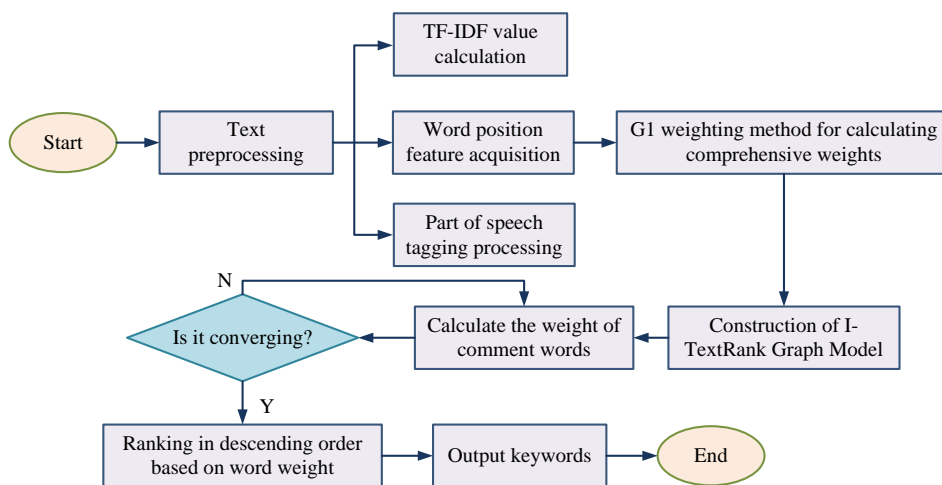 TF-IDF value
calculation
Start
Text
preprocessing
Word position
feature acquisition
G1 weighting method for calculating
comprehensive weights
Part of speech
tagging processing
N
Is it converging?
Calculate the weight of
comment words
Construction of I-
TextRank Graph Model
Y
Ranking in descending order
based on word weight
Output keywords
End